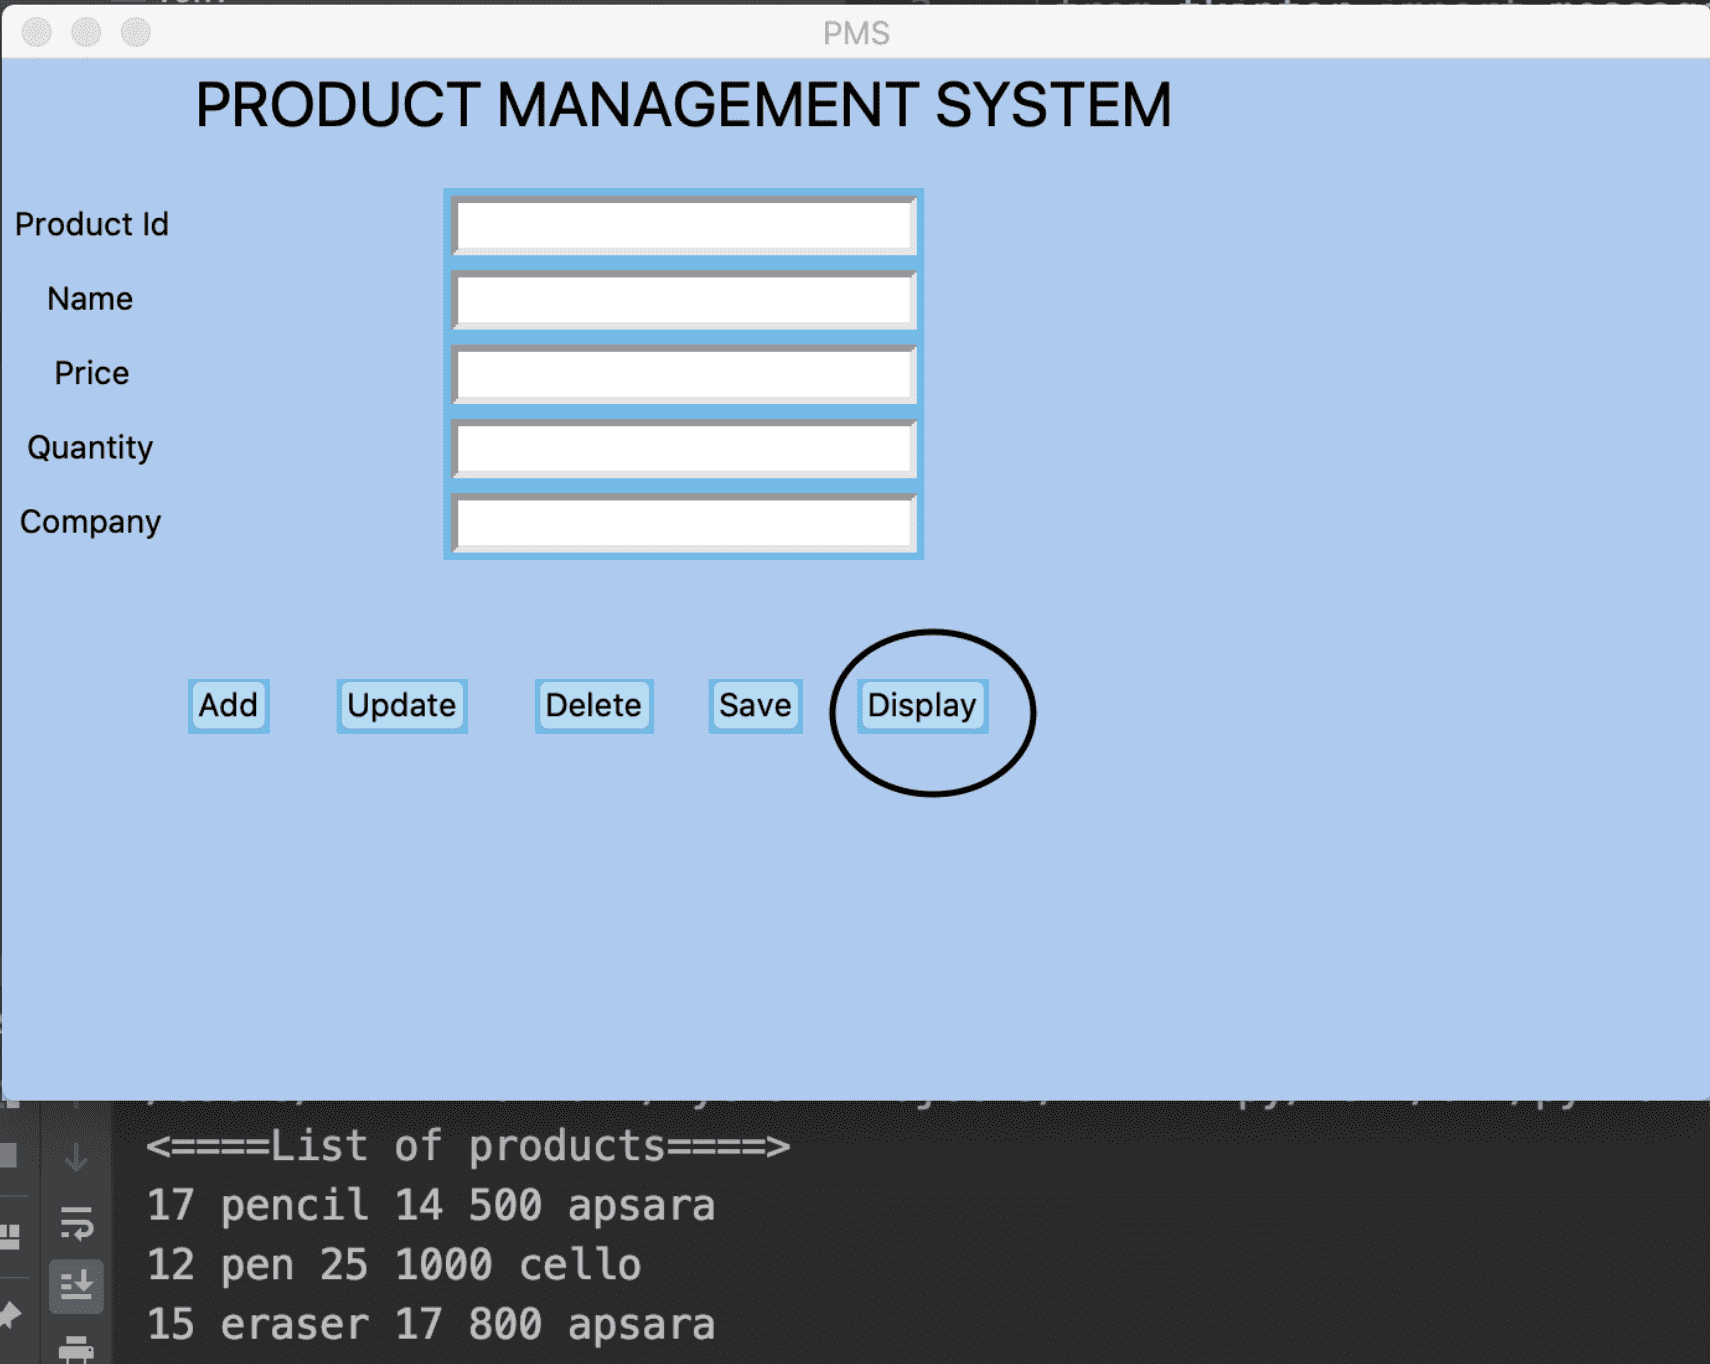 PMS
PRODUCT MANAGEMENT SYSTEM
Product Id
Name
Price
Quantity
Company
Add Update Delete Save Display
<====List of products====>
17 pencil 14 500 apsara
12 pen 25 1000 cello
15 eraser 17 800 apsara